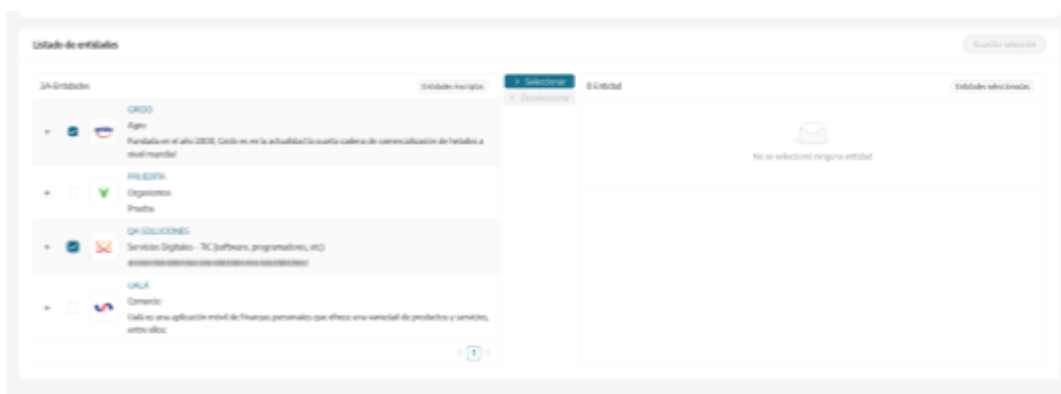 Listado de entidades
Guardar selección
2/4 Entidades
Entidades inscriptas
> Seleccionar
< Deseleccionar
0 Entidad
Entidades seleccionadas
GRIDO
Agro
Fundada en el año 2000, Grido es en la actualidad la cuarta cadena de comercialización de helados a
nivel mundial
No se seleccionó ninguna entidad
PRUEBITA
Organismos
Prueba
QA SOLUCIONES
Servicios Digitales - TIC (software, programadores, etc)
UALÁ
Comercio
Ualá es una aplicación móvil de finanzas personales que ofrece una variedad de productos y servicios,
entre ellos:
< 1 >